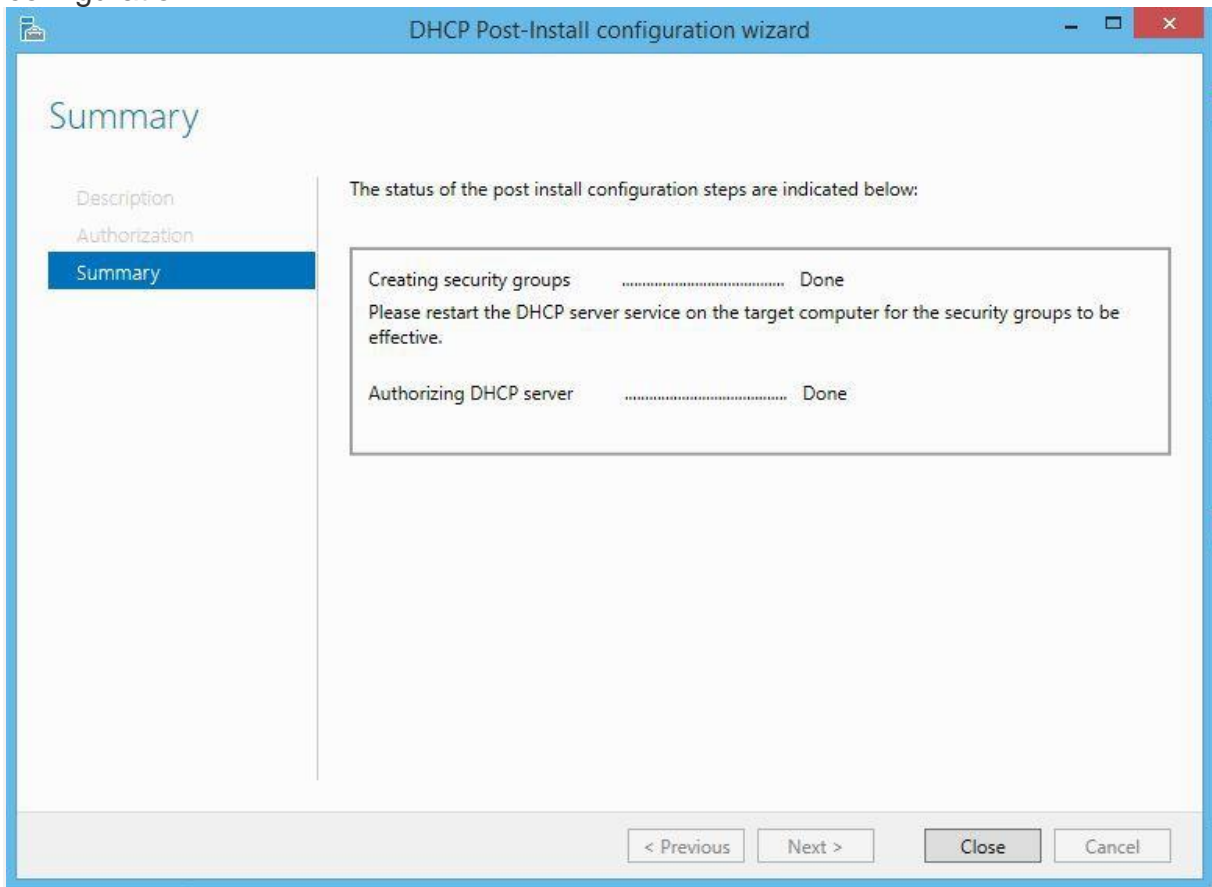 DHCP Post-Install configuration wizard
Summary
Description
Authorization
Summary
The status of the post install configuration steps are indicated below:
Creating security groups ........................................ Done
Please restart the DHCP server service on the target computer for the security groups to be
effective.
Authorizing DHCP server ........................................ Done
< Previous
Next >
Close
Cancel